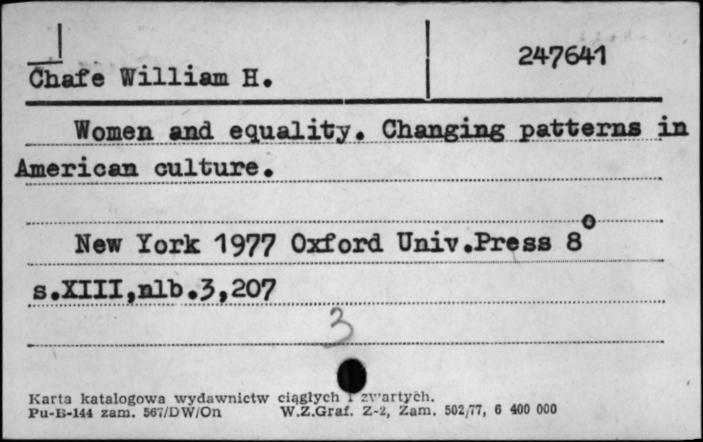 247641
Chafe William H.
Women and equality. Changing patterns in
American culture.
New York 1977 Oxford Univ.Press 8°
s.XIII,nlb.3,207
3
Karta katalogowa wydawnictw ciągłych i zwartych.
Pu-B-144 zam. 567/DW/On W.Z.Graf. Z-2, Zam. 502/77, 6 400 000